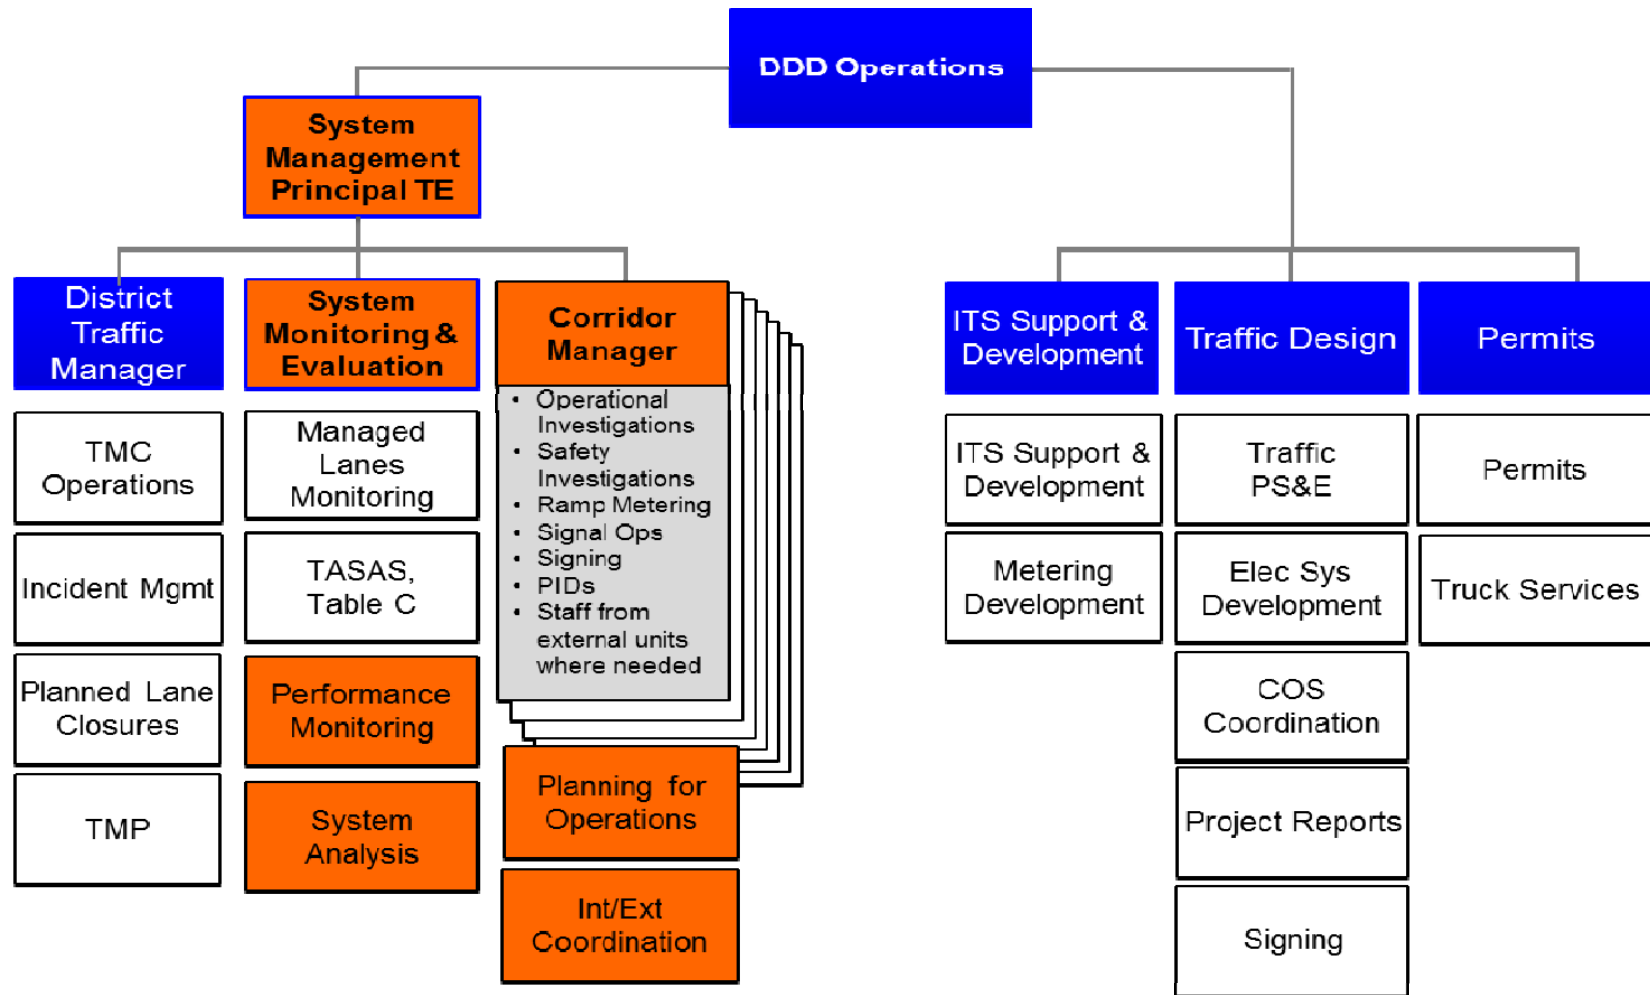 DDD Operations
System
Management
Principal TE
District
Traffic
Manager
TMC
Operations
Incident Mgmt
Planned Lane
Closures
TMP
System
Monitoring &
Evaluation
Managed
Lanes
Monitoring
TASAS,
Table C
Performance
Monitoring
System
Analysis
Corridor
Manager
• Operational
Investigations
• Safety
Investigations
• Ramp Metering
• Signal Ops
• Signing
• PIDs
• Staff from
external units
where needed
Planning for
Operations
Int/Ext
Coordination
ITS Support &
Development
ITS Support &
Development
Metering
Development
Traffic Design
Traffic
PS&E
Elec Sys
Development
COS
Coordination
Project Reports
Signing
Permits
Permits
Truck Services